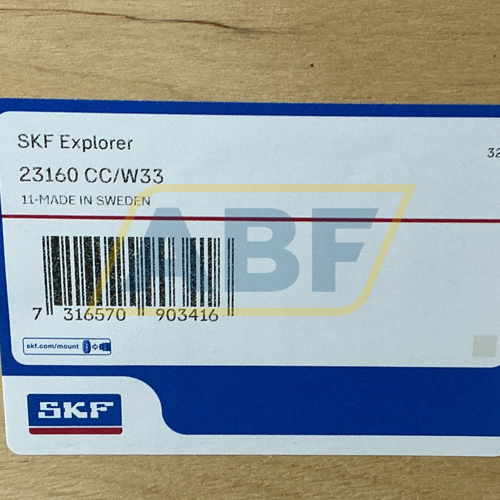 SKF Explorer
32
23160 CC/W33
11-MADE IN SWEDEN
ABF
7 316570 903416
skf.com/mount
SKF